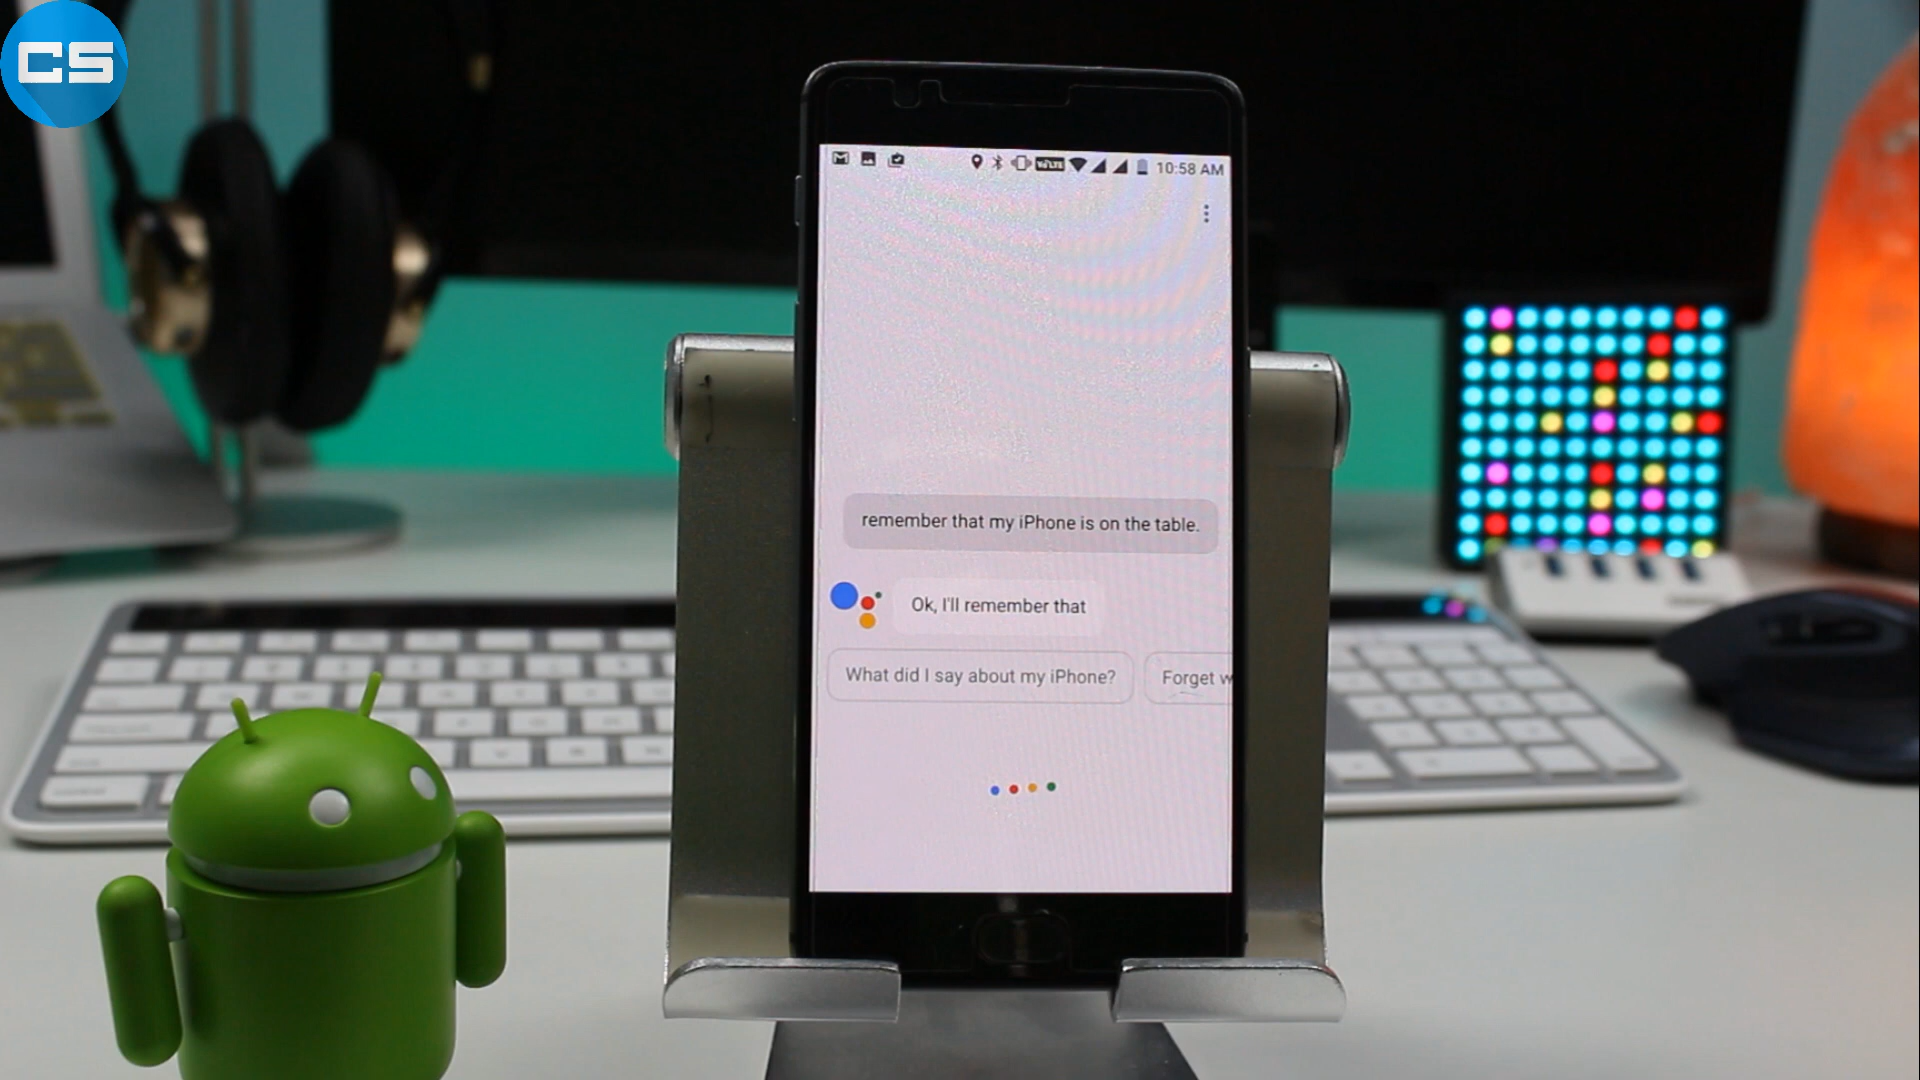 CS
VoLTE
10:58 AM
remember that my iPhone is on the table.
Ok, I'll remember that
What did I say about my iPhone?
Forget w